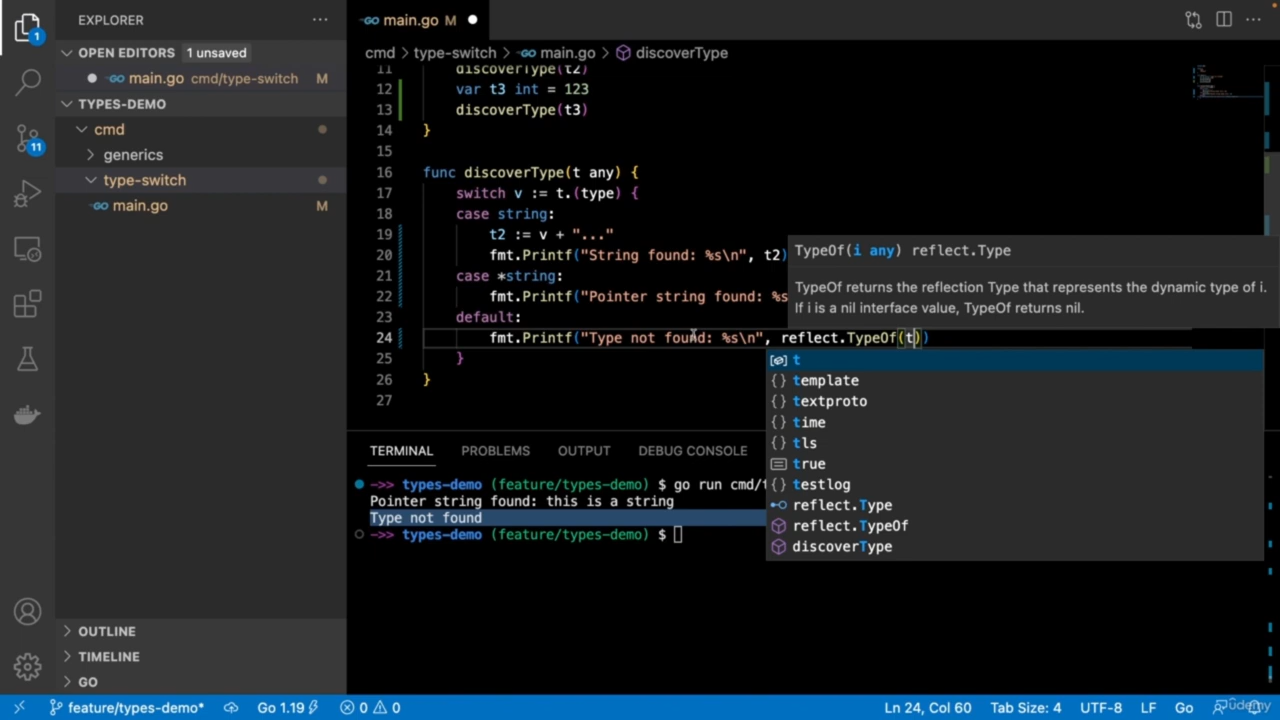 EXPLORER
main.go M
OPEN EDITORS 1 unsaved
cmd > type-switch > main.go > discoverType
main.go cmd/type-switch M
TYPES-DEMO
cmd
generics
type-switch
main.go M
11 discoverType(t2)
12 var t3 int = 123
13 discoverType(t3)
14 }
15
16 func discoverType(t any) {
17 switch v := t.(type) {
18 case string:
19 t2 := v + "..."
20 fmt.Printf("String found: %s\n", t2)
21 case *string:
22 fmt.Printf("Pointer string found: %s
23 default:
24 fmt.Printf("Type not found: %s\n", reflect.TypeOf(t))
25 }
26 }
27
TypeOf(i any) reflect.Type
TypeOf returns the reflection Type that represents the dynamic type of i.
If i is a nil interface value, TypeOf returns nil.
t
template
textproto
time
tls
true
testlog
reflect.Type
reflect.TypeOf
discoverType
TERMINAL PROBLEMS OUTPUT DEBUG CONSOLE
->> types-demo (feature/types-demo) $ go run cmd/t
Pointer string found: this is a string
Type not found
->> types-demo (feature/types-demo) $
OUTLINE
TIMELINE
GO
1
11
feature/types-demo* Go 1.19 0 0 Ln 24, Col 60 Tab Size: 4 UTF-8 LF Go
Udemy